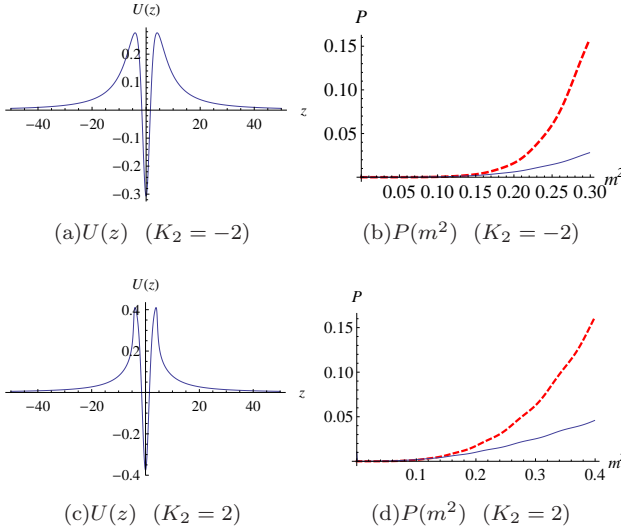 U(z)
0.2
0.1
−40 −20 20 40 z
−0.1
−0.2
−0.3
(a)U(z) (K₂ = −2)
P
0.15
0.10
0.05
0.05 0.10 0.15 0.20 0.25 0.30 m²
(b)P(m²) (K₂ = −2)
U(z)
0.4
0.2
−40 −20 20 40 z
−0.2
−0.4
(c)U(z) (K₂ = 2)
P
0.15
0.10
0.05
0.1 0.2 0.3 0.4 m²
(d)P(m²) (K₂ = 2)